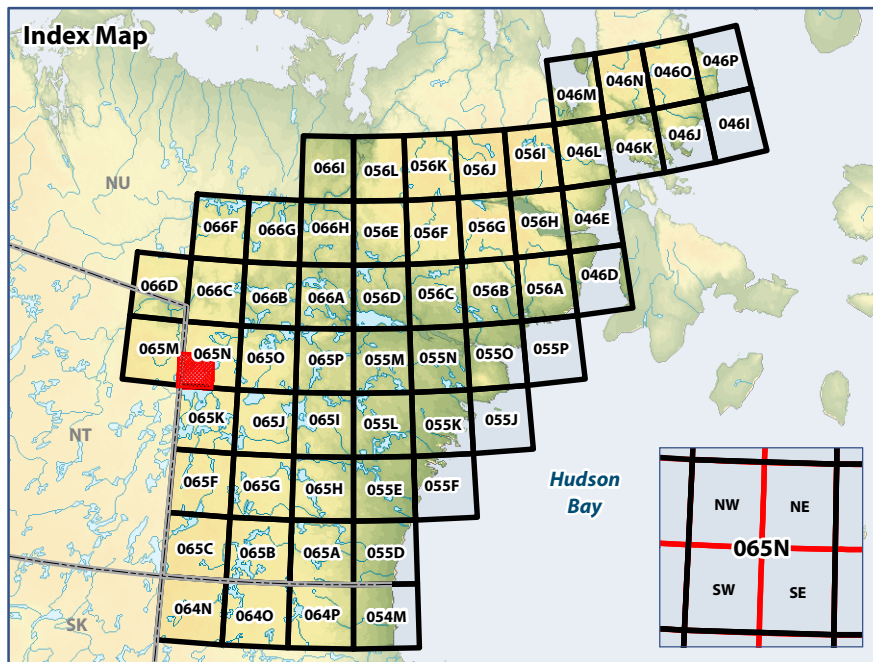 Index Map
046M 046N 046O 046P
066I 056L 056K 056J 056I 046L 046K 046J 046I
NU
066F 066G 066H 056E 056F 056G 056H 046E
066D 066C 066B 066A 056D 056C 056B 056A 046D
065M 065N 065O 065P 055M 055N 055O 055P
NT
065K 065J 065I 055L 055K 055J
065F 065G 065H 055E 055F
Hudson
Bay
065C 065B 065A 055D
SK
064N 064O 064P 054M
NW NE
065N
SW SE